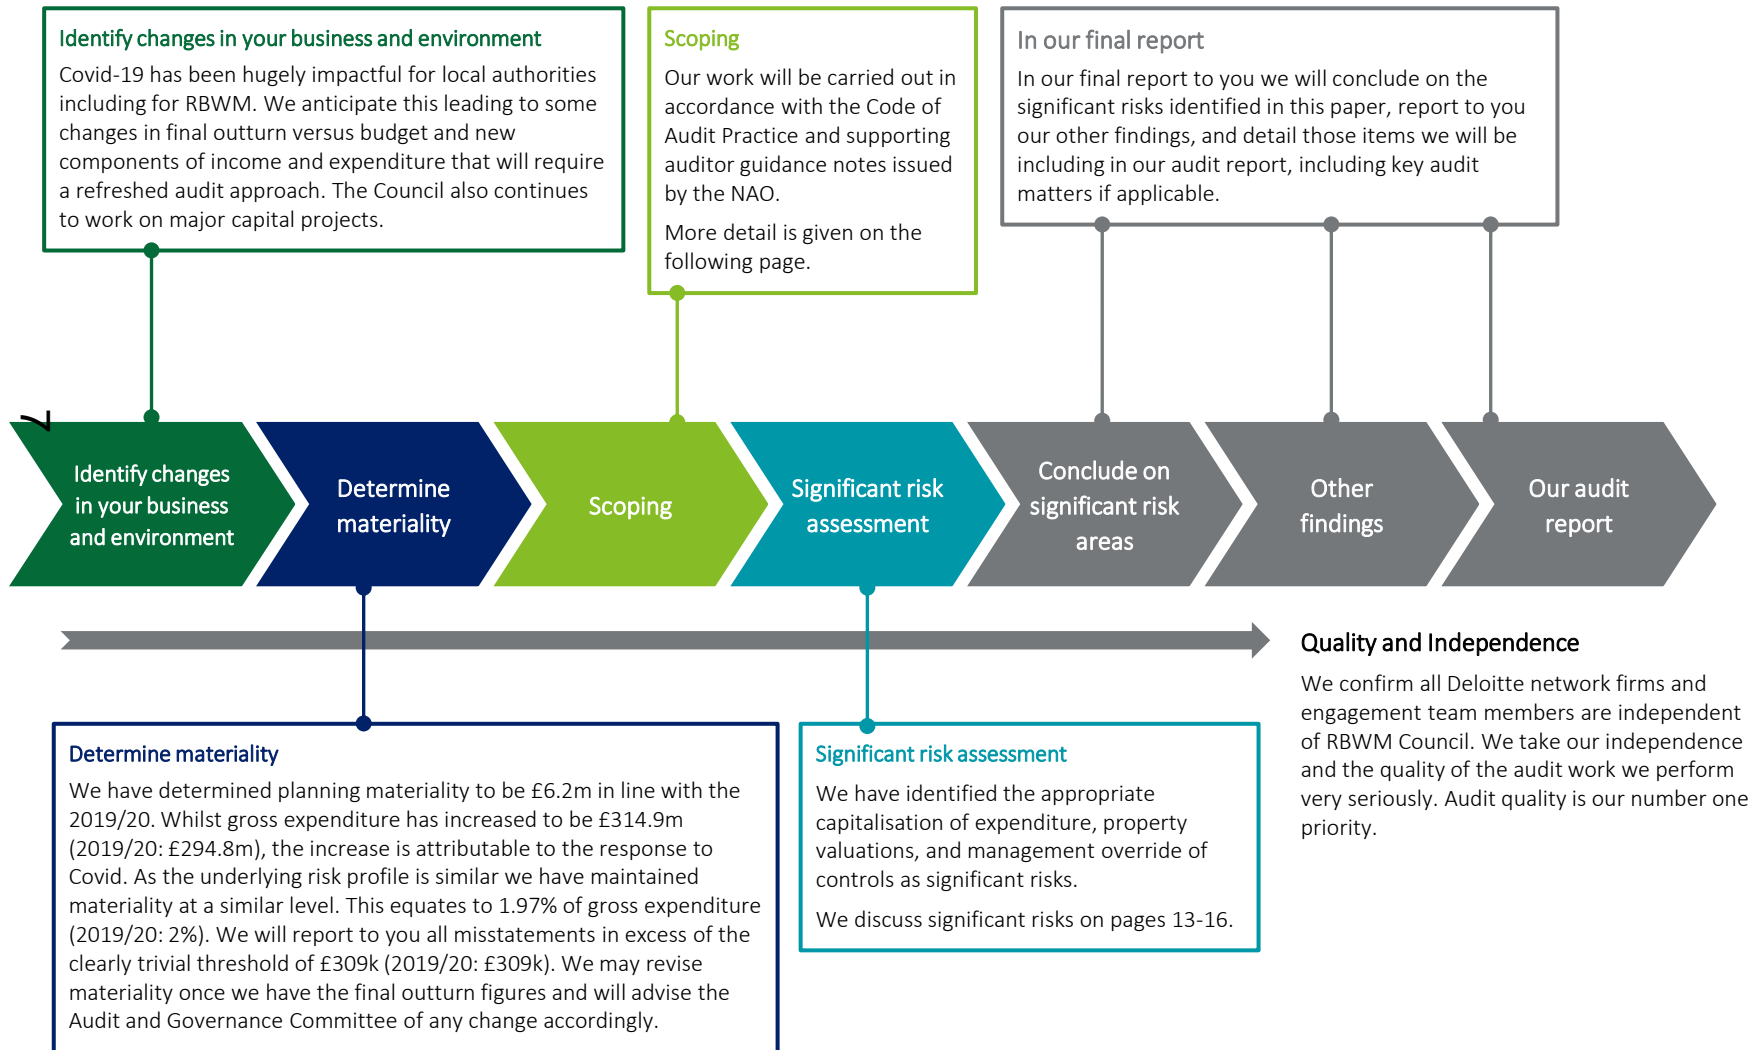 Identify changes in your business and environment
Covid-19 has been hugely impactful for local authorities
including for RBWM. We anticipate this leading to some
changes in final outturn versus budget and new
components of income and expenditure that will require
a refreshed audit approach. The Council also continues
to work on major capital projects.
Scoping
Our work will be carried out in
accordance with the Code of
Audit Practice and supporting
auditor guidance notes issued
by the NAO.
More detail is given on the
following page.
In our final report
In our final report to you we will conclude on the
significant risks identified in this paper, report to you
our other findings, and detail those items we will be
including in our audit report, including key audit
matters if applicable.
7
Identify changes
in your business
and environment
Determine
materiality
Scoping
Significant risk
assessment
Conclude on
significant risk
areas
Other
findings
Our audit
report
Determine materiality
We have determined planning materiality to be £6.2m in line with the
2019/20. Whilst gross expenditure has increased to be £314.9m
(2019/20: £294.8m), the increase is attributable to the response to
Covid. As the underlying risk profile is similar we have maintained
materiality at a similar level. This equates to 1.97% of gross expenditure
(2019/20: 2%). We will report to you all misstatements in excess of the
clearly trivial threshold of £309k (2019/20: £309k). We may revise
materiality once we have the final outturn figures and will advise the
Audit and Governance Committee of any change accordingly.
Significant risk assessment
We have identified the appropriate
capitalisation of expenditure, property
valuations, and management override of
controls as significant risks.
We discuss significant risks on pages 13-16.
Quality and Independence
We confirm all Deloitte network firms and
engagement team members are independent
of RBWM Council. We take our independence
and the quality of the audit work we perform
very seriously. Audit quality is our number one
priority.